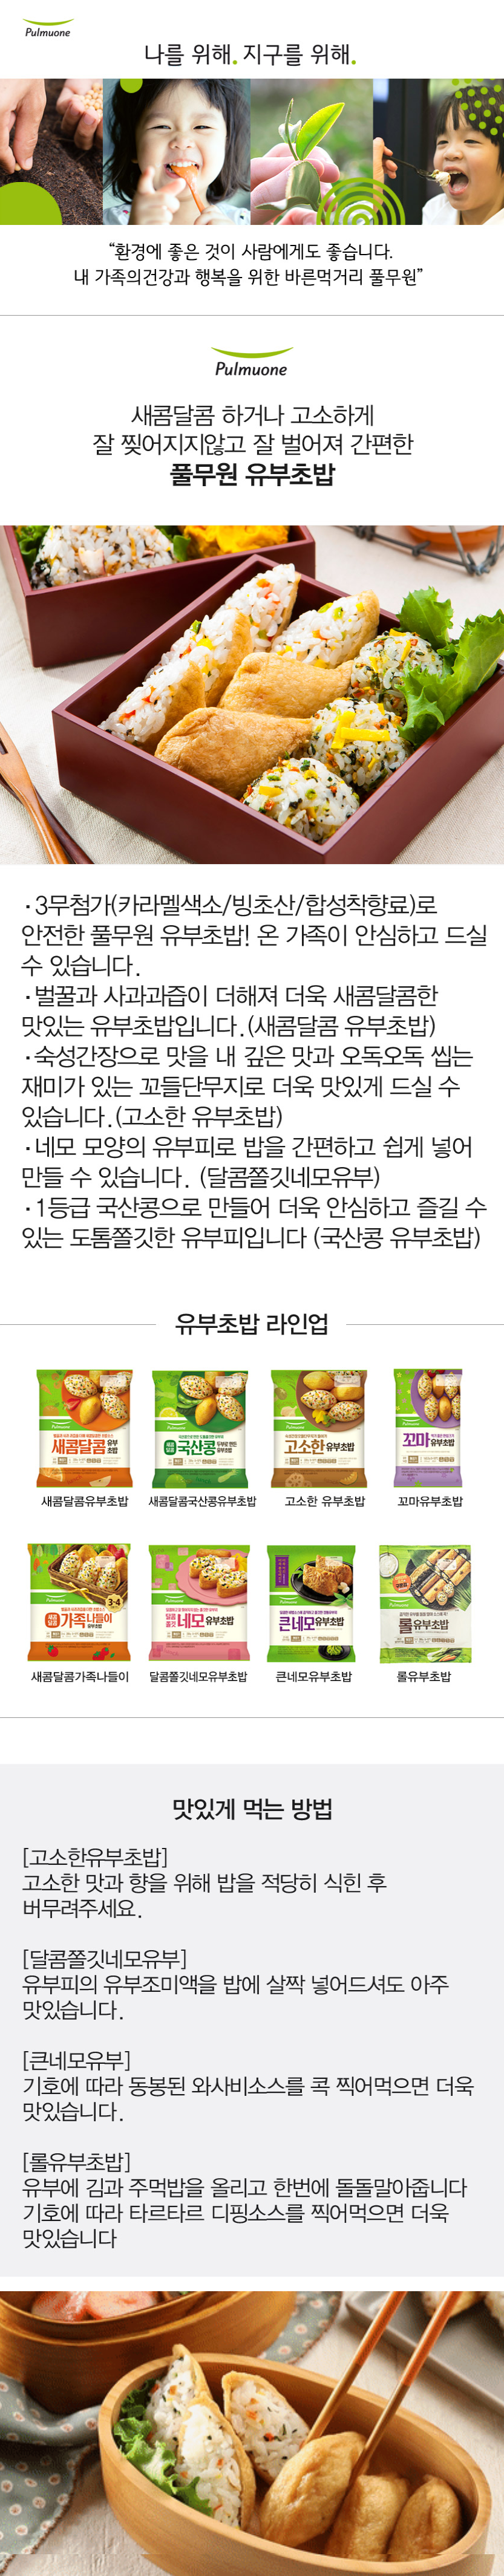 Pulmuone
나를 위해. 지구를 위해.
“환경에 좋은 것이 사람에게도 좋습니다.
내 가족의건강과 행복을 위한 바른먹거리 풀무원”
Pulmuone
새콤달콤 하거나 고소하게
잘 찢어지지않고 잘 벌어져 간편한
풀무원 유부초밥
·3무첨가(카라멜색소/빙초산/합성착향료)로
안전한 풀무원 유부초밥! 온 가족이 안심하고 드실
수 있습니다.
·벌꿀과 사과과즙이 더해져 더욱 새콤달콤한
맛있는 유부초밥입니다.(새콤달콤 유부초밥)
·숙성간장으로 맛을 내 깊은 맛과 오독오독 씹는
재미가 있는 꼬들단무지로 더욱 맛있게 드실 수
있습니다.(고소한 유부초밥)
·네모 모양의 유부피로 밥을 간편하고 쉽게 넣어
만들 수 있습니다. (달콤쫄깃네모유부)
·1등급 국산콩으로 만들어 더욱 안심하고 즐길 수
있는 도톰쫄깃한 유부피입니다 (국산콩 유부초밥)
유부초밥 라인업
새콤달콤 유부초밥
새콤달콤 국산콩 두부로 만든 유부초밥
고소한 유부초밥
꼬마 유부초밥
새콤달콤유부초밥
새콤달콤국산콩유부초밥
고소한 유부초밥
꼬마유부초밥
새콤달콤 가족나들이 유부초밥 3-4
달콤쫄깃 네모 유부초밥
큰네모 유부초밥
롤 유부초밥
새콤달콤가족나들이
달콤쫄깃네모유부초밥
큰네모유부초밥
롤유부초밥
맛있게 먹는 방법
[고소한유부초밥]
고소한 맛과 향을 위해 밥을 적당히 식힌 후
버무려주세요.
[달콤쫄깃네모유부]
유부피의 유부조미액을 밥에 살짝 넣어드셔도 아주
맛있습니다.
[큰네모유부]
기호에 따라 동봉된 와사비소스를 콕 찍어먹으면 더욱
맛있습니다.
[롤유부초밥]
유부에 김과 주먹밥을 올리고 한번에 돌돌말아줍니다
기호에 따라 타르타르 디핑소스를 찍어먹으면 더욱
맛있습니다